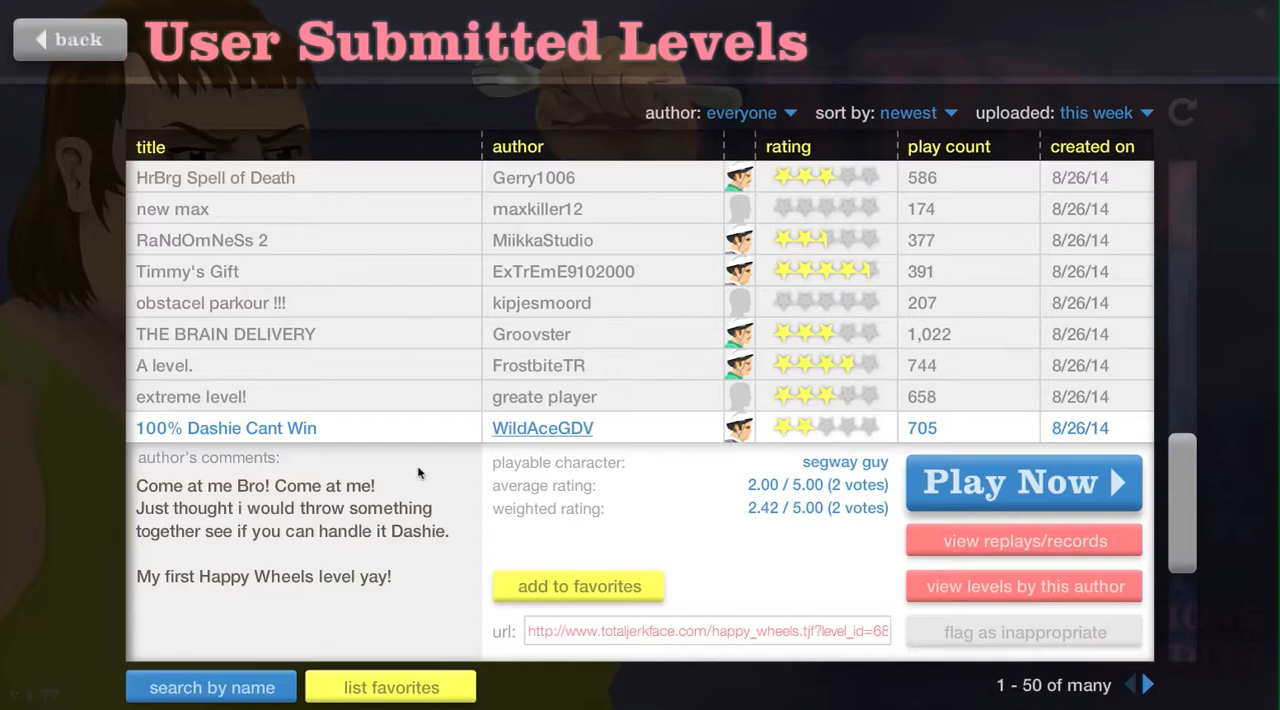 back
User Submitted Levels
author: everyone sort by: newest uploaded: this week
title author rating play count created on
HrBrg Spell of Death Gerry1006 586 8/26/14
new max maxkiller12 174 8/26/14
RaNdOmNeSs 2 MiikkaStudio 377 8/26/14
Timmy's Gift ExTrEmE9102000 391 8/26/14
obstacel parkour !!! kipjesmoord 207 8/26/14
THE BRAIN DELIVERY Groovster 1,022 8/26/14
A level. FrostbiteTR 744 8/26/14
extreme level! greate player 658 8/26/14
100% Dashie Cant Win WildAceGDV 705 8/26/14
author's comments:
Come at me Bro! Come at me!
Just thought i would throw something
together see if you can handle it Dashie.
My first Happy Wheels level yay!
playable character: segway guy
average rating: 2.00 / 5.00 (2 votes)
weighted rating: 2.42 / 5.00 (2 votes)
add to favorites
url: http://www.totaljerkface.com/happy_wheels.tjf?level_id=68
Play Now
view replays/records
view levels by this author
flag as inappropriate
search by name list favorites
1 - 50 of many